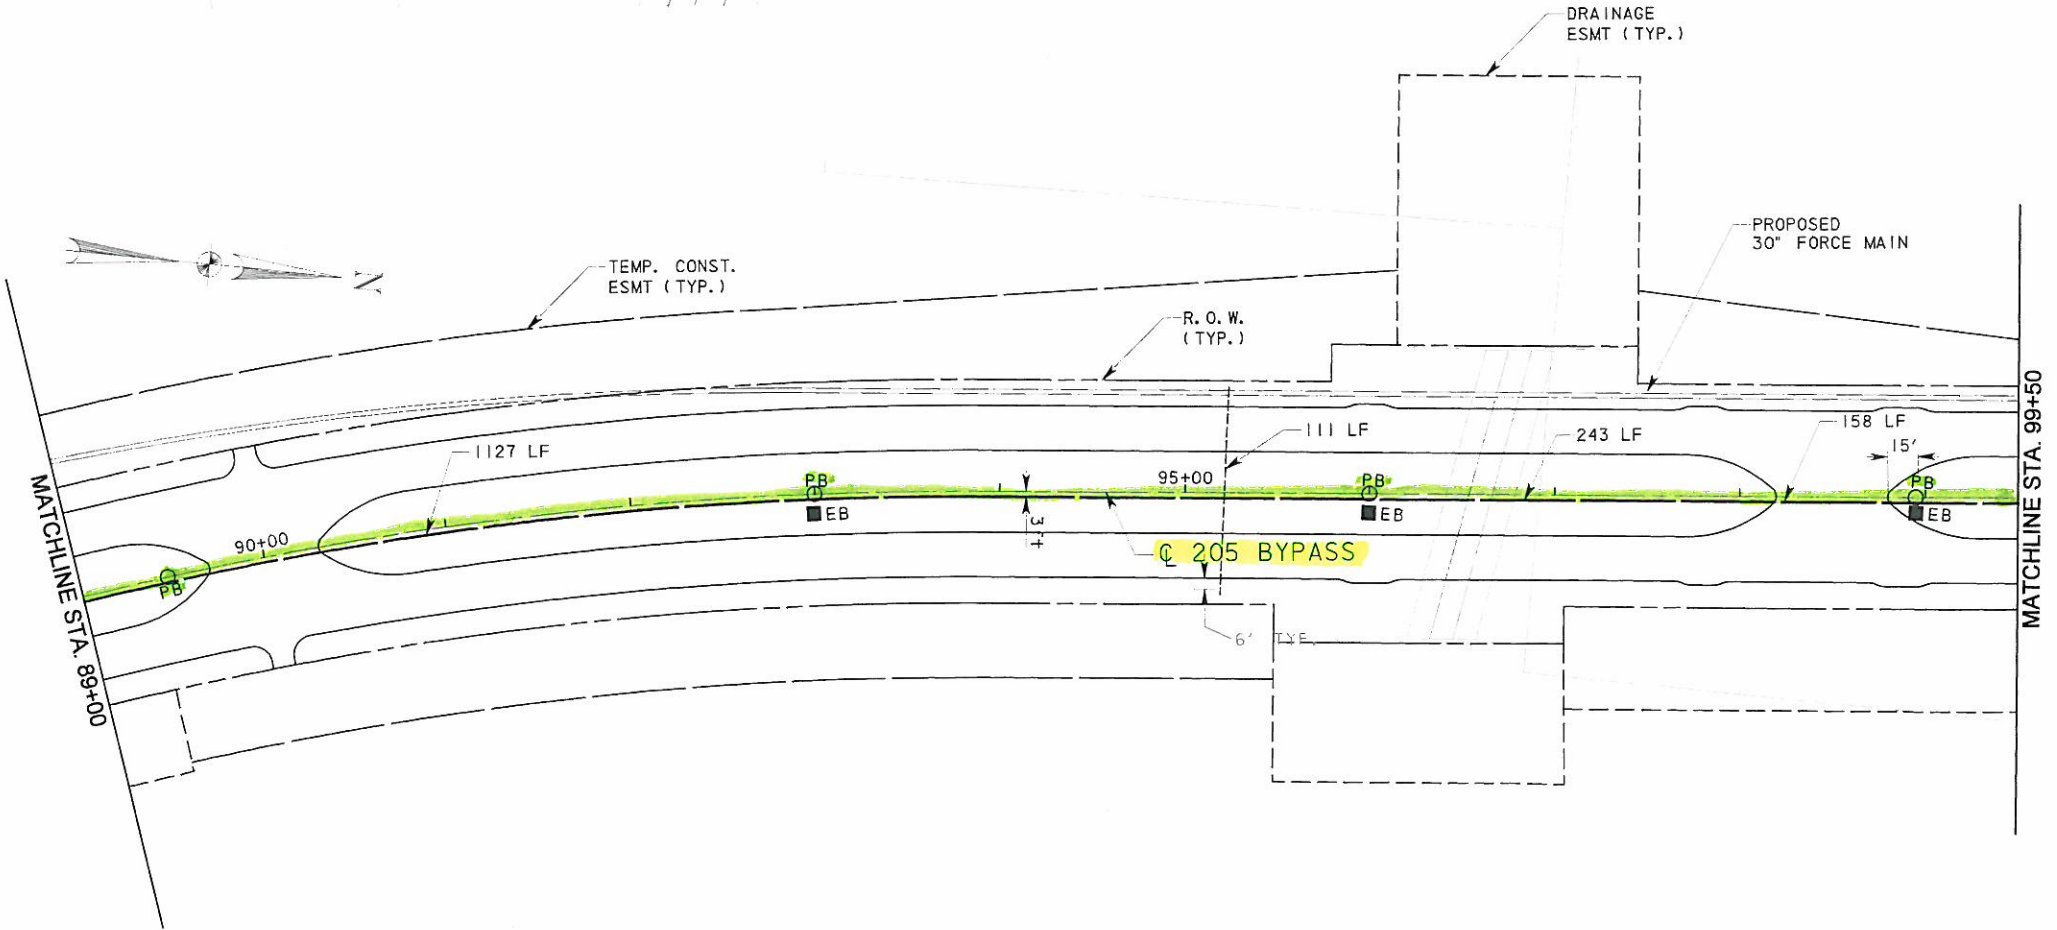 DRAINAGE
ESMT (TYP.)
PROPOSED
30" FORCE MAIN
TEMP. CONST.
ESMT (TYP.)
N
R.O.W.
(TYP.)
MATCHLINE STA. 99+50
158 LF
15'
111 LF
243 LF
1127 LF
PB
95+00
PB
PB
EB
EB
EB
MATCHLINE STA. 89+00
90+00
3'±
℄ 205 BYPASS
PB
6' TYP.